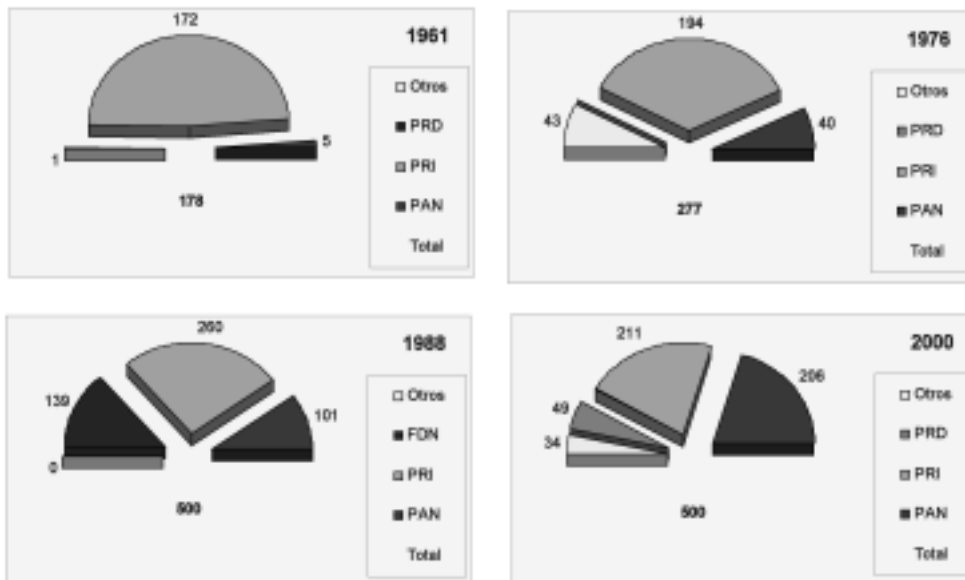 172
1961
Otros
PRD
PRI
PAN
Total
1
5
178
194
1976
Otros
PRD
PRI
PAN
Total
43
40
277
260
1988
Otros
FDN
PRI
PAN
Total
139
101
0
500
211
2000
Otros
PRD
PRI
PAN
Total
206
49
34
500